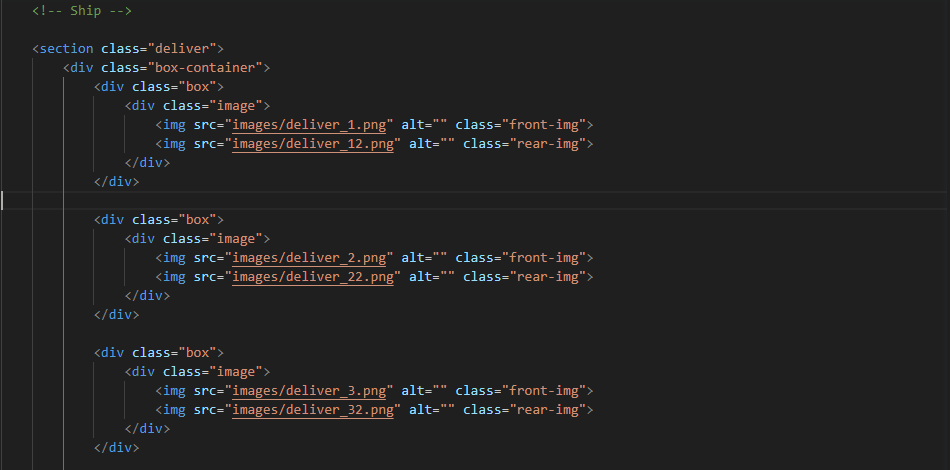 <!-- Ship -->
<section class="deliver">
<div class="box-container">
<div class="box">
<div class="image">
<img src="images/deliver_1.png" alt="" class="front-img">
<img src="images/deliver_12.png" alt="" class="rear-img">
</div>
</div>
<div class="box">
<div class="image">
<img src="images/deliver_2.png" alt="" class="front-img">
<img src="images/deliver_22.png" alt="" class="rear-img">
</div>
</div>
<div class="box">
<div class="image">
<img src="images/deliver_3.png" alt="" class="front-img">
<img src="images/deliver_32.png" alt="" class="rear-img">
</div>
</div>